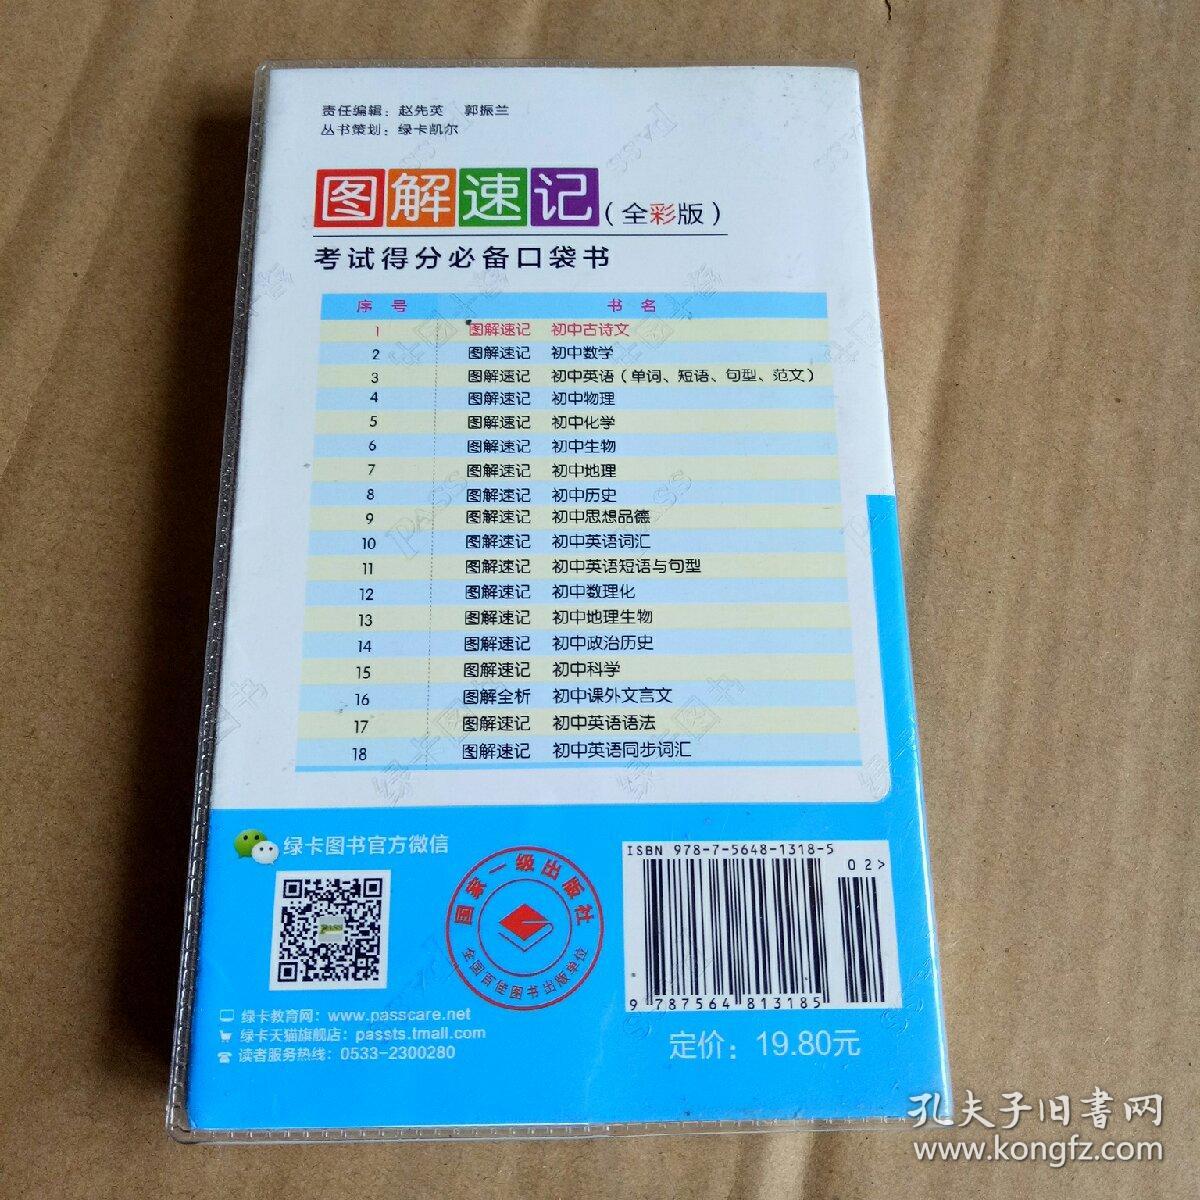 责任编辑：赵先英　郭振兰
丛书策划：绿卡凯尔
图解速记（全彩版）
考试得分必备口袋书
序 号　书 名
1　图解速记　初中古诗文
2　图解速记　初中数学
3　图解速记　初中英语（单词、短语、句型、范文）
4　图解速记　初中物理
5　图解速记　初中化学
6　图解速记　初中生物
7　图解速记　初中地理
8　图解速记　初中历史
9　图解速记　初中思想品德
10　图解速记　初中英语词汇
11　图解速记　初中英语短语与句型
12　图解速记　初中数理化
13　图解速记　初中地理生物
14　图解速记　初中政治历史
15　图解速记　初中科学
16　图解全析　初中课外文言文
17　图解速记　初中英语语法
18　图解速记　初中英语同步词汇
绿卡图书官方微信
PASS
绿卡教育网：www.passcare.net
绿卡天猫旗舰店：passts.tmall.com
读者服务热线：0533-2300280
国家一级出版社
全国百佳图书出版单位
ISBN 978-7-5648-1318-5
02>
9 787564 813185
定价：19.80元
孔夫子旧書网
www.kongfz.com